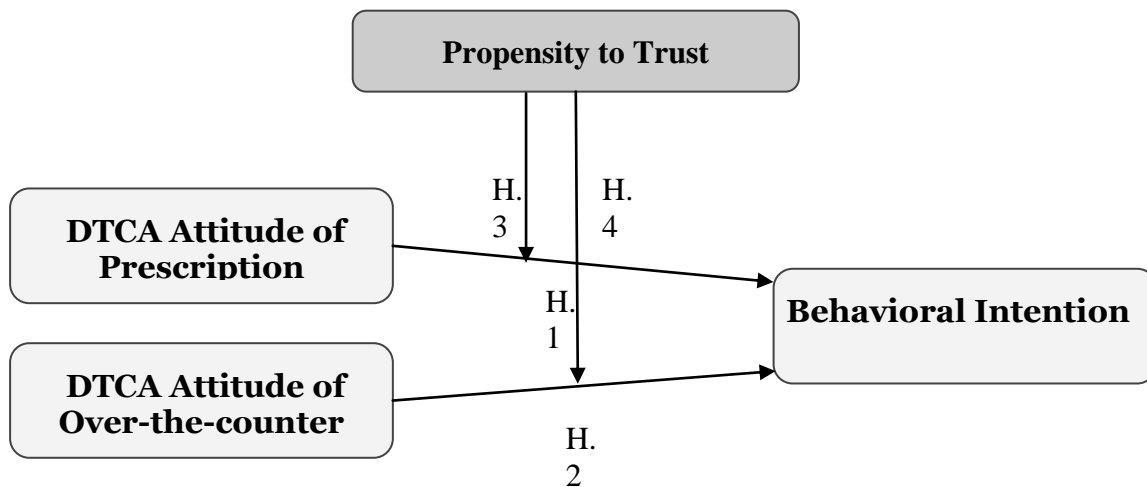 Propensity to Trust
H.
3
H.
4
DTCA Attitude of
Prescription
H.
1
Behavioral Intention
DTCA Attitude of
Over-the-counter
H.
2